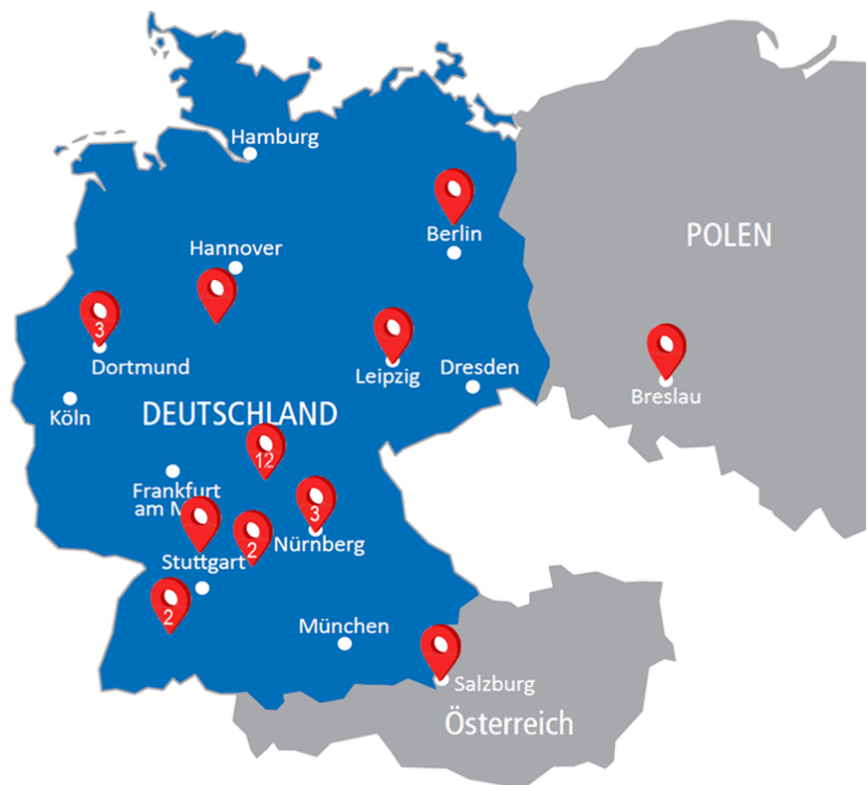 Hamburg
Berlin
POLEN
Hannover
3
Dortmund
Leipzig
Dresden
Breslau
Köln
DEUTSCHLAND
12
Frankfurt
am
3
2
Nürnberg
Stuttgart
2
München
Salzburg
Österreich